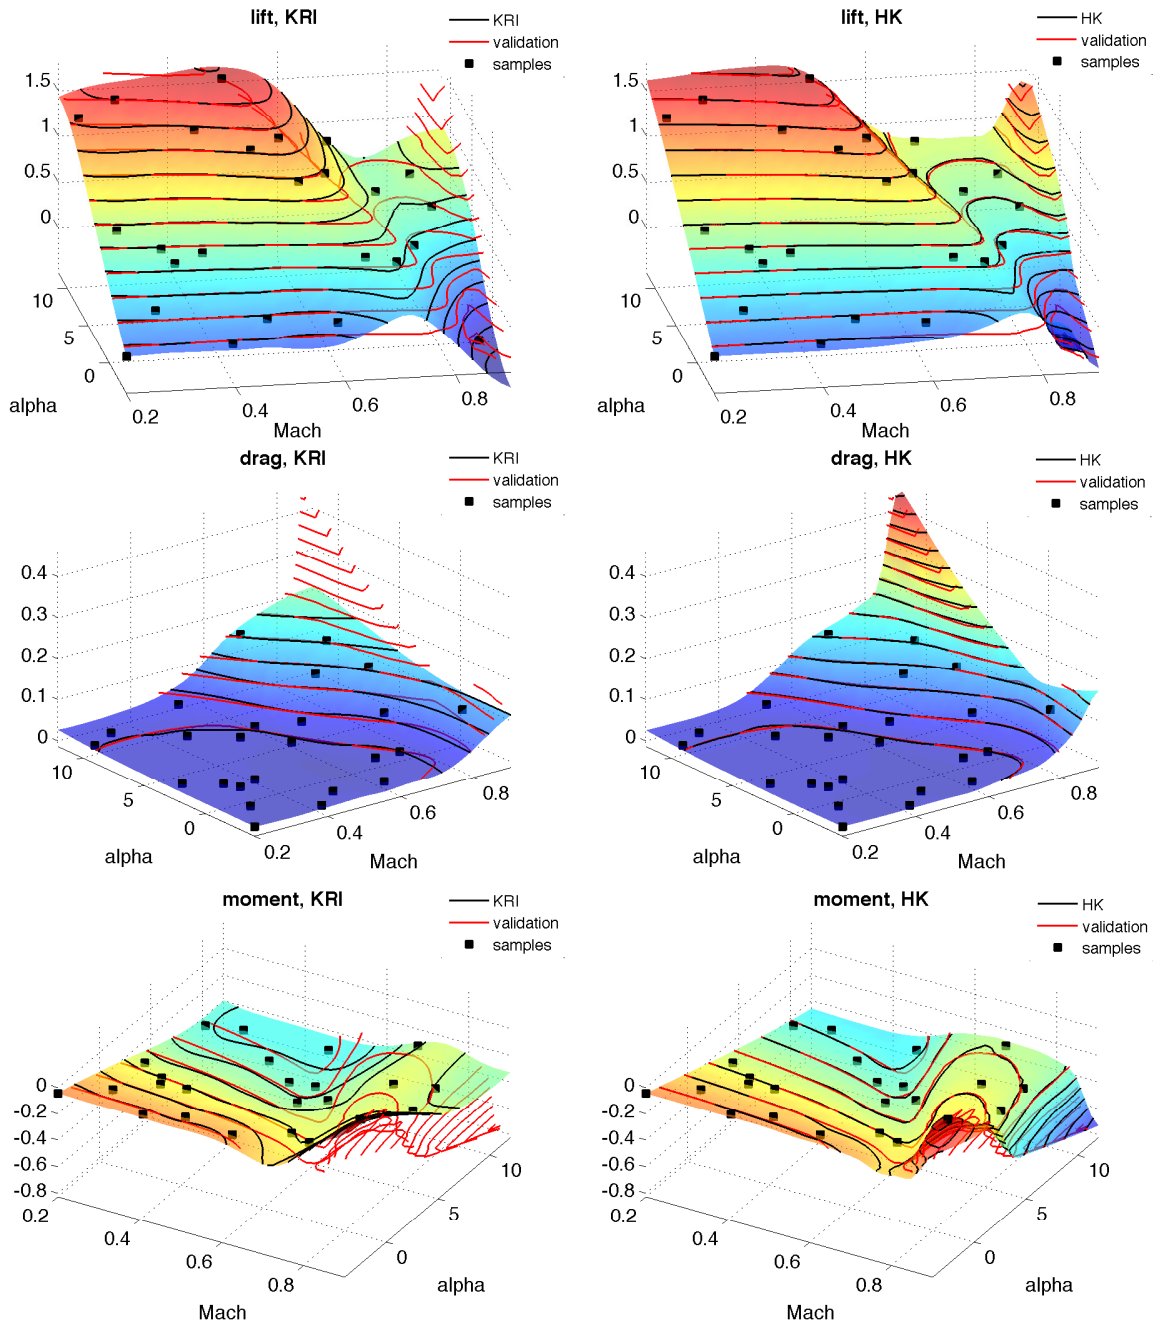 lift, KRI
KRI
validation
samples
1.5
1
0.5
0
10
5
0
alpha
0.2
0.4
0.6
0.8
Mach
lift, HK
HK
validation
samples
1.5
1
0.5
0
10
5
0
alpha
0.2
0.4
0.6
0.8
Mach
drag, KRI
KRI
validation
samples
0.4
0.3
0.2
0.1
0
10
5
0
alpha
0.2
0.4
0.6
0.8
Mach
drag, HK
HK
validation
samples
0.4
0.3
0.2
0.1
0
10
5
0
alpha
0.2
0.4
0.6
0.8
Mach
moment, KRI
KRI
validation
samples
0
-0.2
-0.4
-0.6
-0.8
0.2
0.4
0.6
0.8
Mach
10
5
0
alpha
moment, HK
HK
validation
samples
0
-0.2
-0.4
-0.6
-0.8
0.2
0.4
0.6
0.8
Mach
10
5
0
alpha